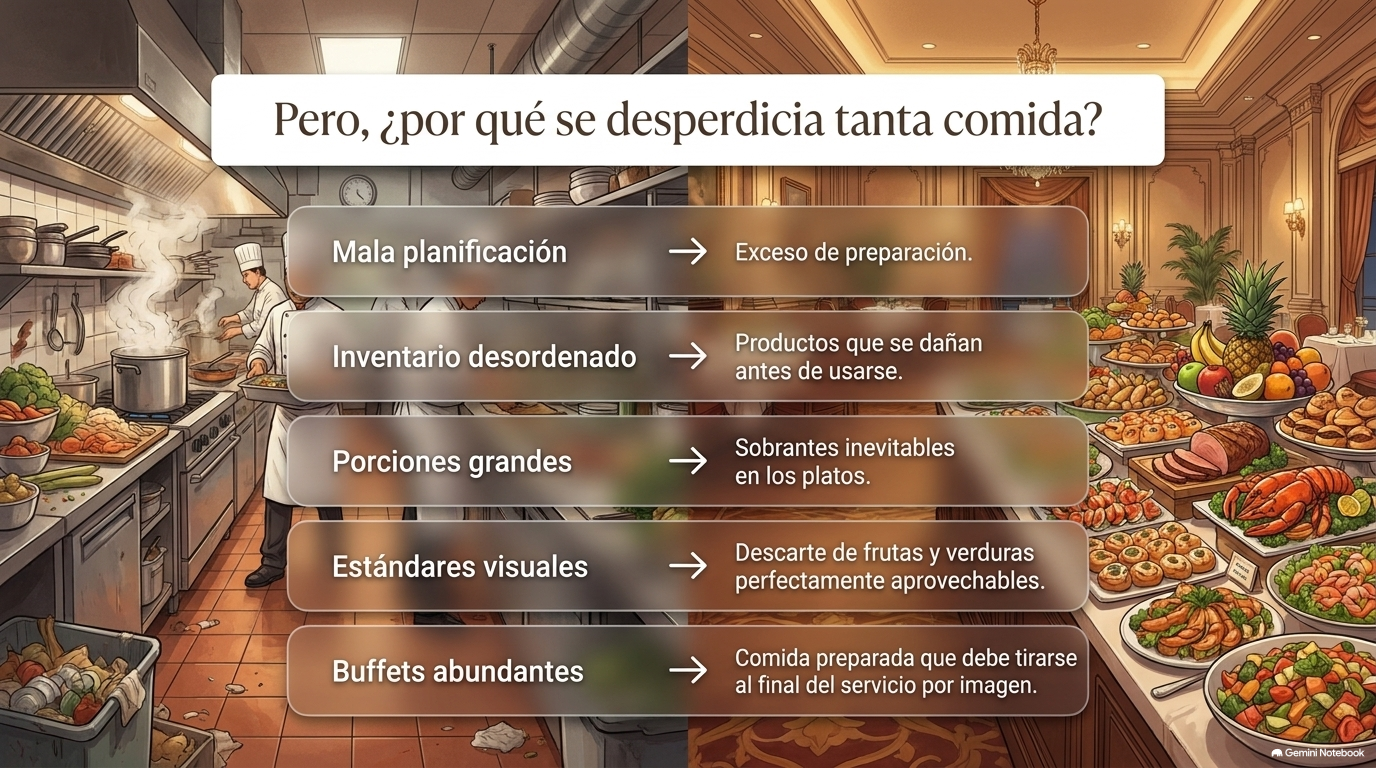 Pero, ¿por qué se desperdicia tanta comida?
Mala planificación → Exceso de preparación.
Inventario desordenado → Productos que se dañan
antes de usarse.
Porciones grandes → Sobrantes inevitables
en los platos.
Estándares visuales → Descarte de frutas y verduras
perfectamente aprovechables.
Buffets abundantes → Comida preparada que debe tirarse
al final del servicio por imagen.
Gemini Notebook